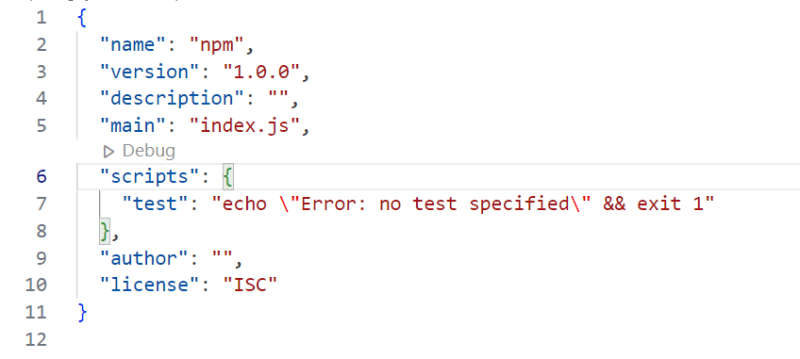 1 {
2 "name": "npm",
3 "version": "1.0.0",
4 "description": "",
5 "main": "index.js",
Debug
6 "scripts": {
7 "test": "echo \"Error: no test specified\" && exit 1"
8 },
9 "author": "",
10 "license": "ISC"
11 }
12